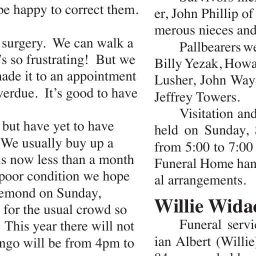 be happy to correct them.
surgery. We can walk a
's so frustrating! But we
made it to an appointment
verdue. It's good to have
but have yet to have
We usually buy up a
s now less than a month
poor condition we hope
emond on Sunday,
for the usual crowd so
This year there will not
ngo will be from 4pm to
er, John Phillip of
merous nieces and
Pallbearers we
Billy Yezak, Howa
Lusher, John Way
Jeffrey Towers.
Visitation and
held on Sunday,
from 5:00 to 7:00
Funeral Home han
al arrangements.
Willie Widac
Funeral servi
ian Albert (Willie)